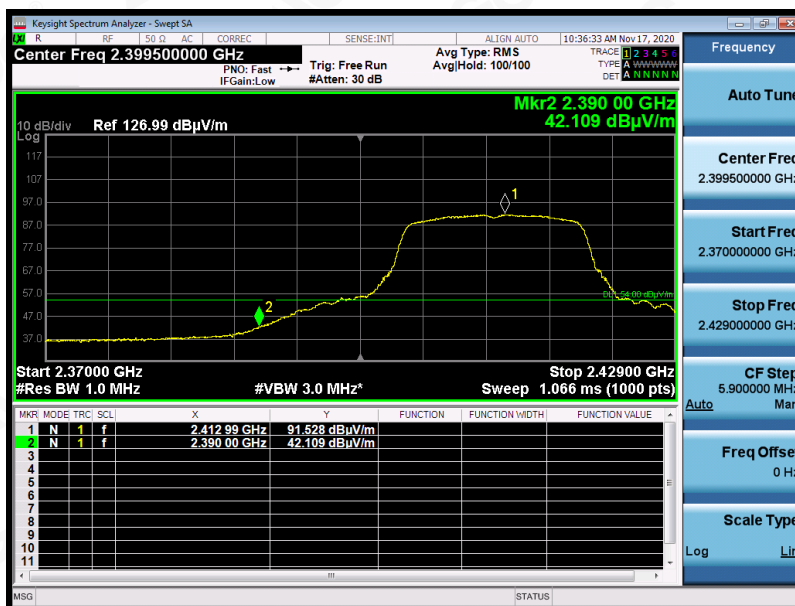 Keysight Spectrum Analyzer - Swept SA
LXI R RF 50 Ω AC CORREC SENSE:INT ALIGN AUTO 10:36:33 AM Nov 17, 2020
Center Freq 2.399500000 GHz
PNO: Fast
IFGain:Low
Trig: Free Run
#Atten: 30 dB
Avg Type: RMS
Avg|Hold: 100/100
TRACE 1 2 3 4 5 6
TYPE A WWWWW
DET A N N N N N
Mkr2 2.390 00 GHz
42.109 dBµV/m
10 dB/div Ref 126.99 dBµV/m
Log
117
107
97.0
87.0
77.0
67.0
57.0
47.0
37.0
1
2
DL1 54.00 dBµV/m
Start 2.37000 GHz Stop 2.42900 GHz
#Res BW 1.0 MHz #VBW 3.0 MHz* Sweep 1.066 ms (1000 pts)
MKR MODE TRC SCL X Y FUNCTION FUNCTION WIDTH FUNCTION VALUE
1 N 1 f 2.412 99 GHz 91.528 dBµV/m
2 N 1 f 2.390 00 GHz 42.109 dBµV/m
3
4
5
6
7
8
9
10
11
MSG STATUS
Frequency
Auto Tune
Center Freq
2.399500000 GHz
Start Freq
2.370000000 GHz
Stop Freq
2.429000000 GHz
CF Step
5.900000 MHz
Auto Man
Freq Offset
0 Hz
Scale Type
Log Lin